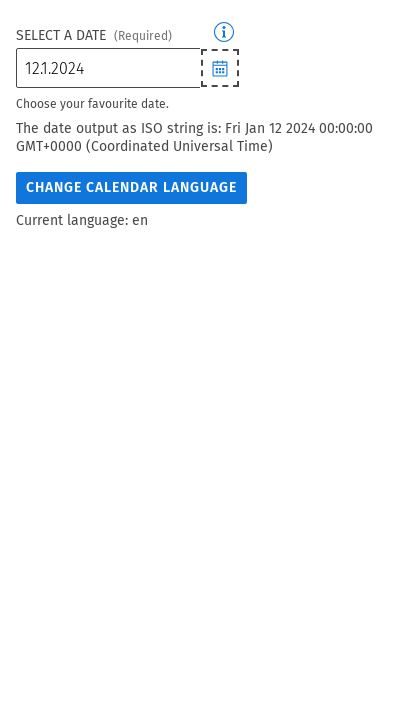 SELECT A DATE (Required)
12.1.2024
Choose your favourite date.
The date output as ISO string is: Fri Jan 12 2024 00:00:00
GMT+0000 (Coordinated Universal Time)
CHANGE CALENDAR LANGUAGE
Current language: en